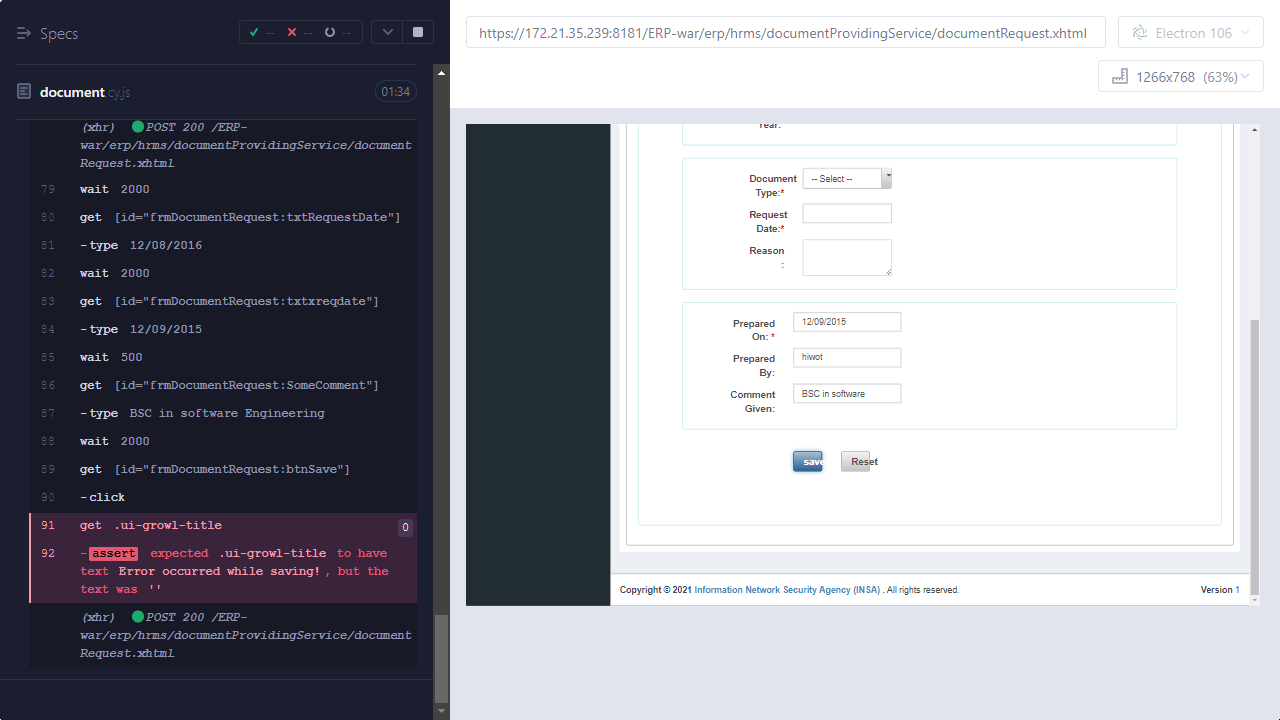 Specs
-- -- --
document.cy.js
01:34
(xhr) POST 200 /ERP-
war/erp/hrms/documentProvidingService/document
Request.xhtml
79 wait 2000
80 get [id="frmDocumentRequest:txtRequestDate"]
81 -type 12/08/2016
82 wait 2000
83 get [id="frmDocumentRequest:txtxreqdate"]
84 -type 12/09/2015
85 wait 500
86 get [id="frmDocumentRequest:SomeComment"]
87 -type BSC in software Engineering
88 wait 2000
89 get [id="frmDocumentRequest:btnSave"]
90 -click
91 get .ui-growl-title 0
92 -assert expected .ui-growl-title to have
text Error occurred while saving!, but the
text was ''
(xhr) POST 200 /ERP-
war/erp/hrms/documentProvidingService/document
Request.xhtml
https://172.21.35.239:8181/ERP-war/erp/hrms/documentProvidingService/documentRequest.xhtml
Electron 106
1266x768 (63%)
Year:
Document
Type:*
-- Select --
Request
Date:*
Reason
:
Prepared
On: *
12/09/2015
Prepared
By:
hiwot
Comment
Given:
BSC in software
save
Reset
Copyright © 2021 Information Network Security Agency (INSA) . All rights reserved.
Version 1